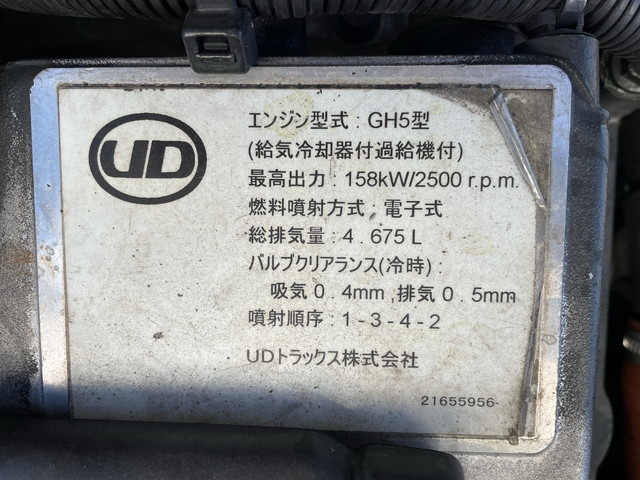 UD
エンジン型式 : GH5型
(給気冷却器付過給機付)
最高出力 : 158kW/2500 r.p.m.
燃料噴射方式 : 電子式
総排気量 : 4 . 675 L
バルブクリアランス(冷時) :
吸気 0 . 4mm ,排気 0 . 5mm
噴射順序 : 1 - 3 - 4 - 2
UDトラックス株式会社
21655956-